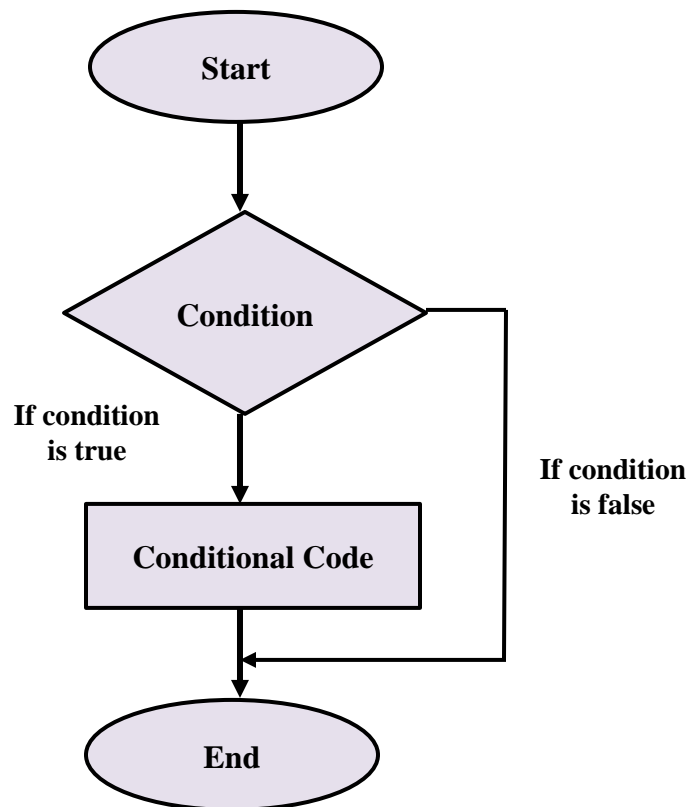 Start
Condition
If condition
is true
If condition
is false
Conditional Code
End